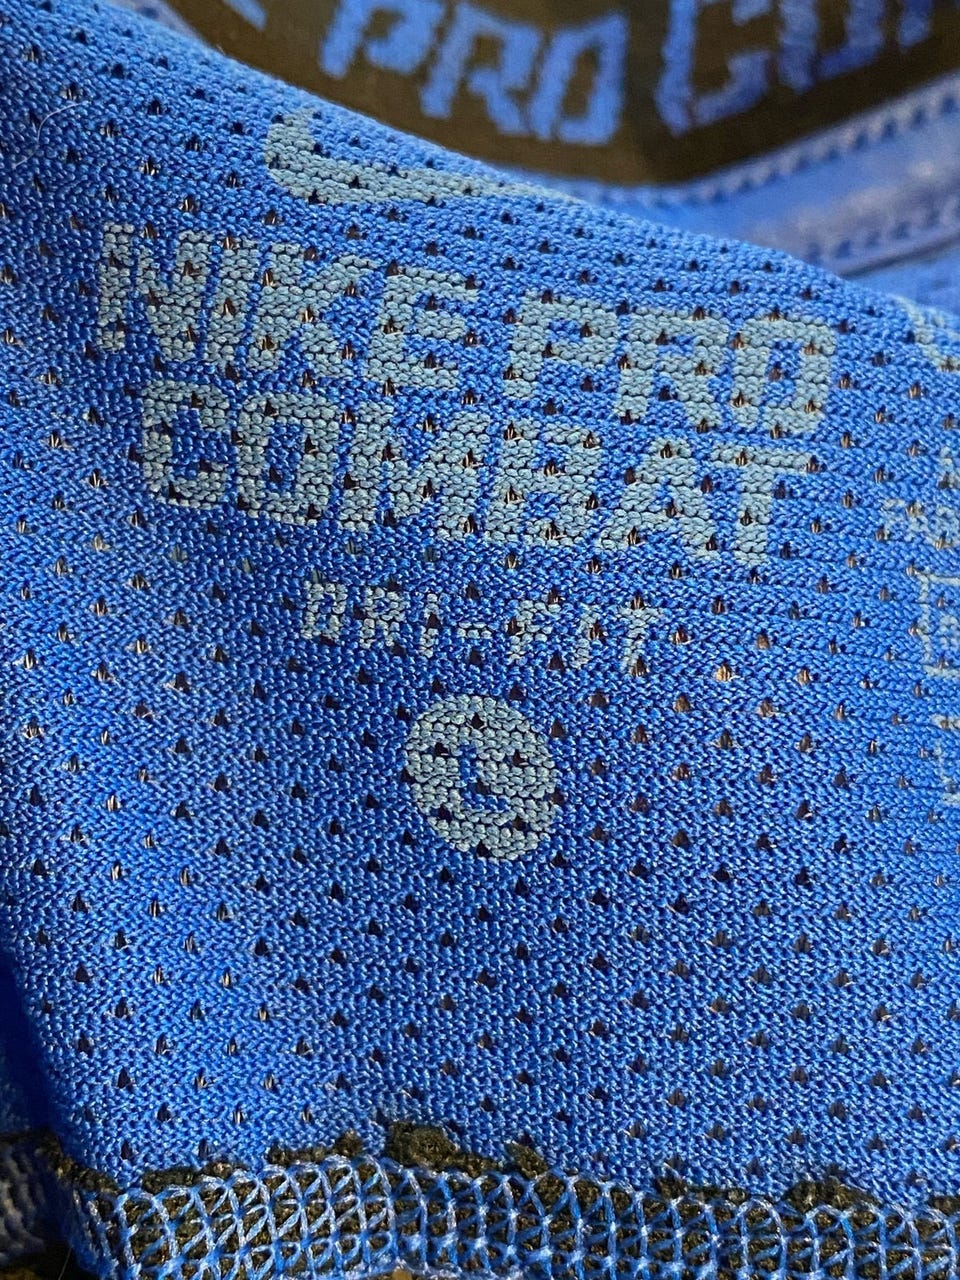 PRO CO
NIKE PRO
COMBAT
DRI-FIT
L